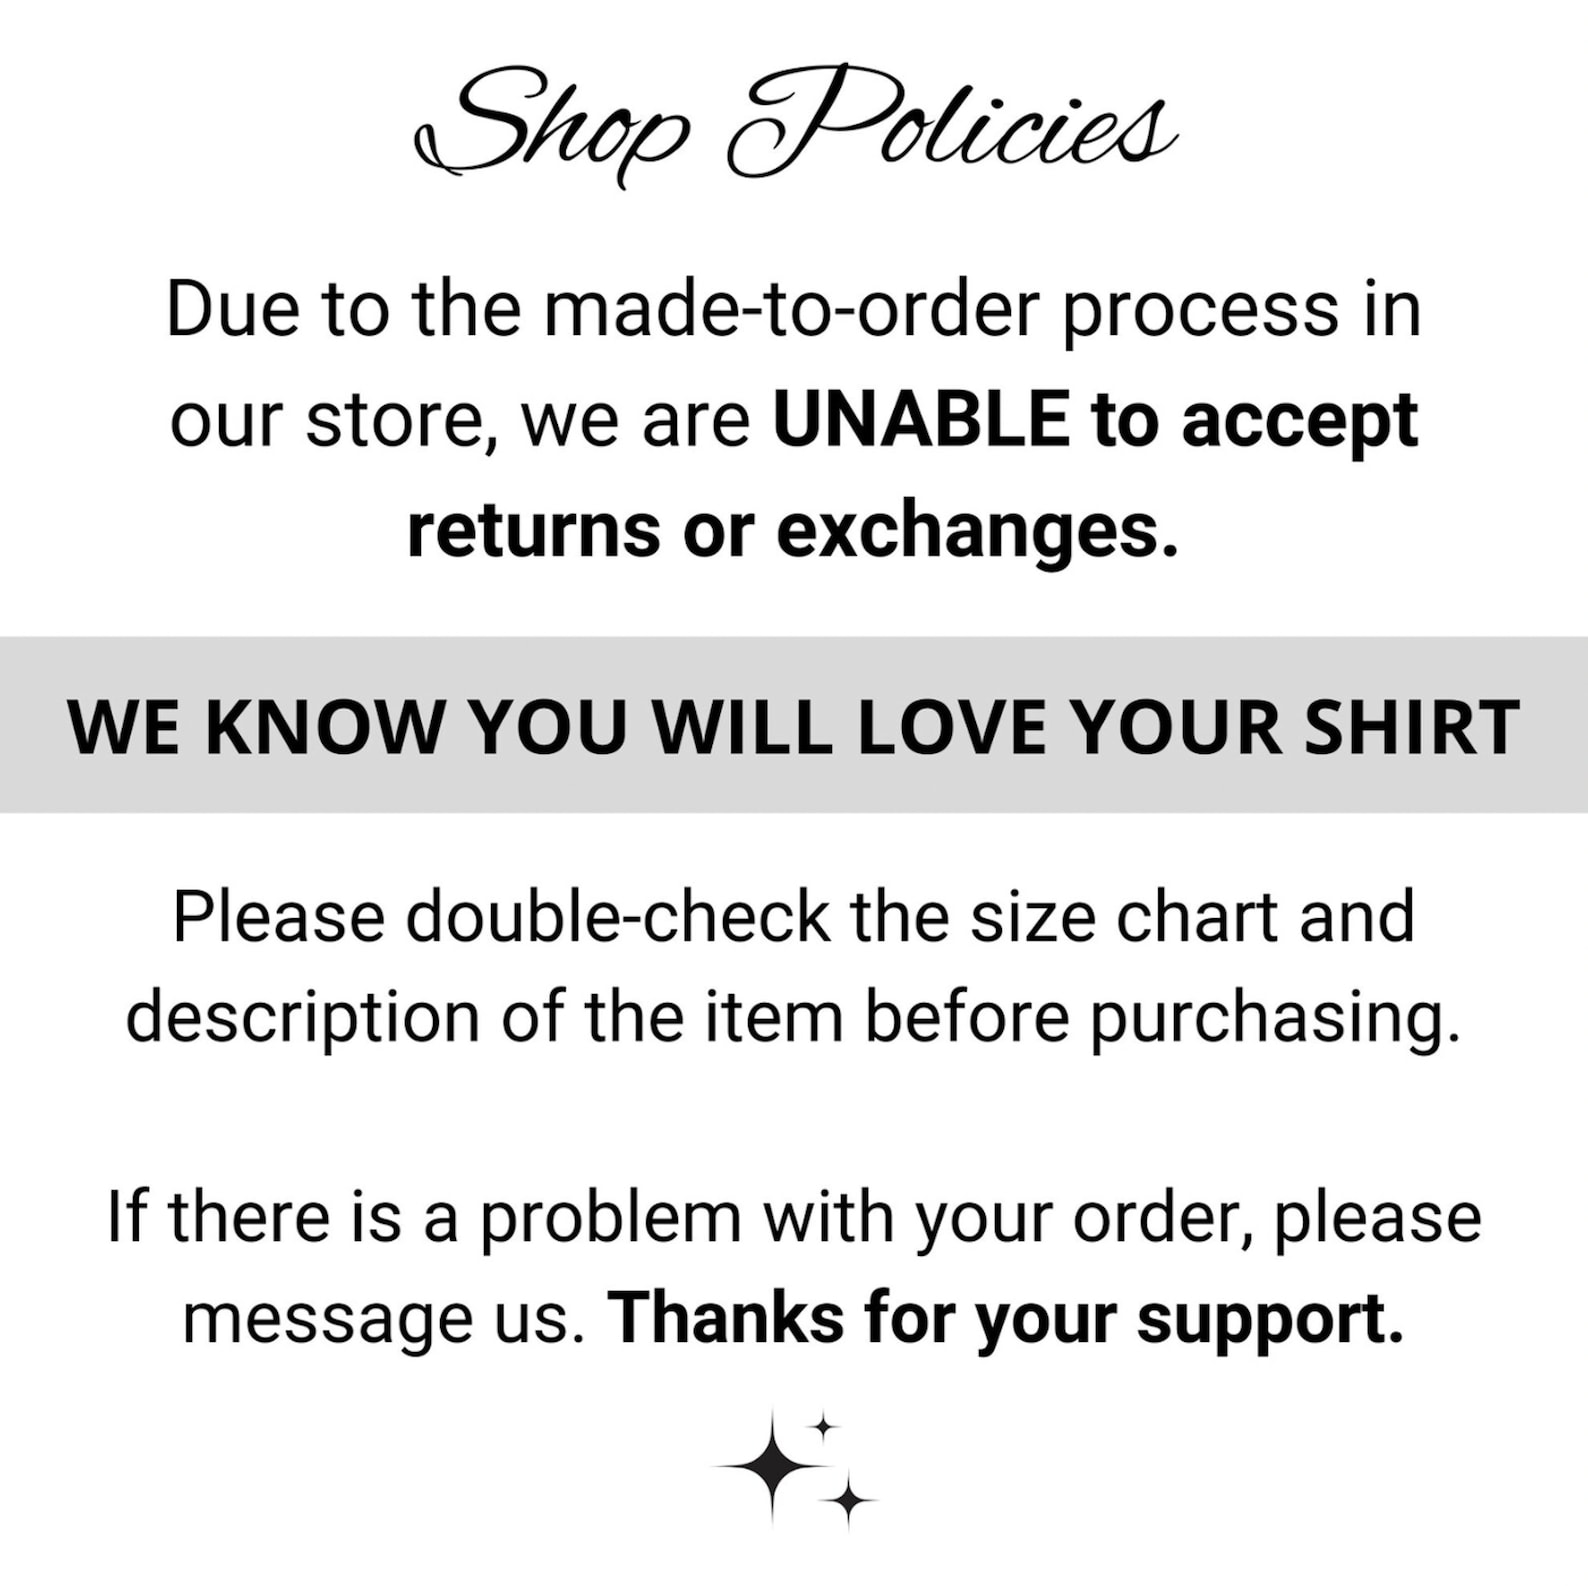 Shop Policies
Due to the made-to-order process in
our store, we are UNABLE to accept
returns or exchanges.
WE KNOW YOU WILL LOVE YOUR SHIRT
Please double-check the size chart and
description of the item before purchasing.
If there is a problem with your order, please
message us. Thanks for your support.